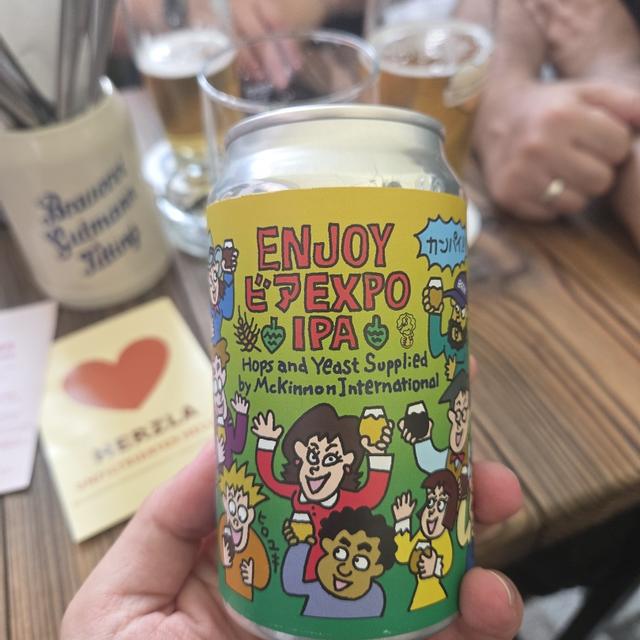 ENJOY
ビアEXPO
IPA
Hops and Yeast Supplied
by McKinnon International
カンパイ
Brauerei
Gutmann
Titting
HERZLA